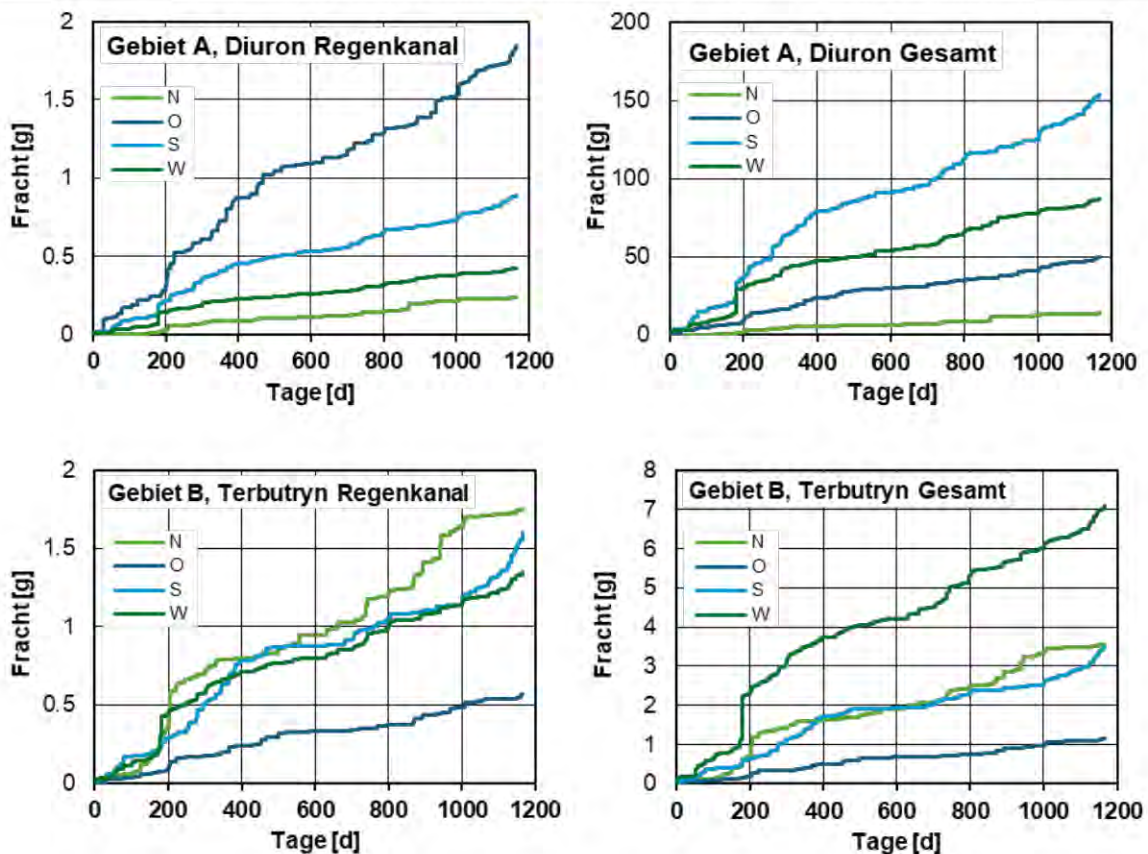 Gebiet A, Diuron Regenkanal
Fracht [g]
2
1.5
1
0.5
0
N
O
S
W
0 200 400 600 800 1000 1200
Tage [d]
Gebiet A, Diuron Gesamt
Fracht [g]
200
150
100
50
0
N
O
S
W
0 200 400 600 800 1000 1200
Tage [d]
Gebiet B, Terbutryn Regenkanal
Fracht [g]
2
1.5
1
0.5
0
N
O
S
W
0 200 400 600 800 1000 1200
Tage [d]
Gebiet B, Terbutryn Gesamt
Fracht [g]
8
7
6
5
4
3
2
1
0
N
O
S
W
0 200 400 600 800 1000 1200
Tage [d]